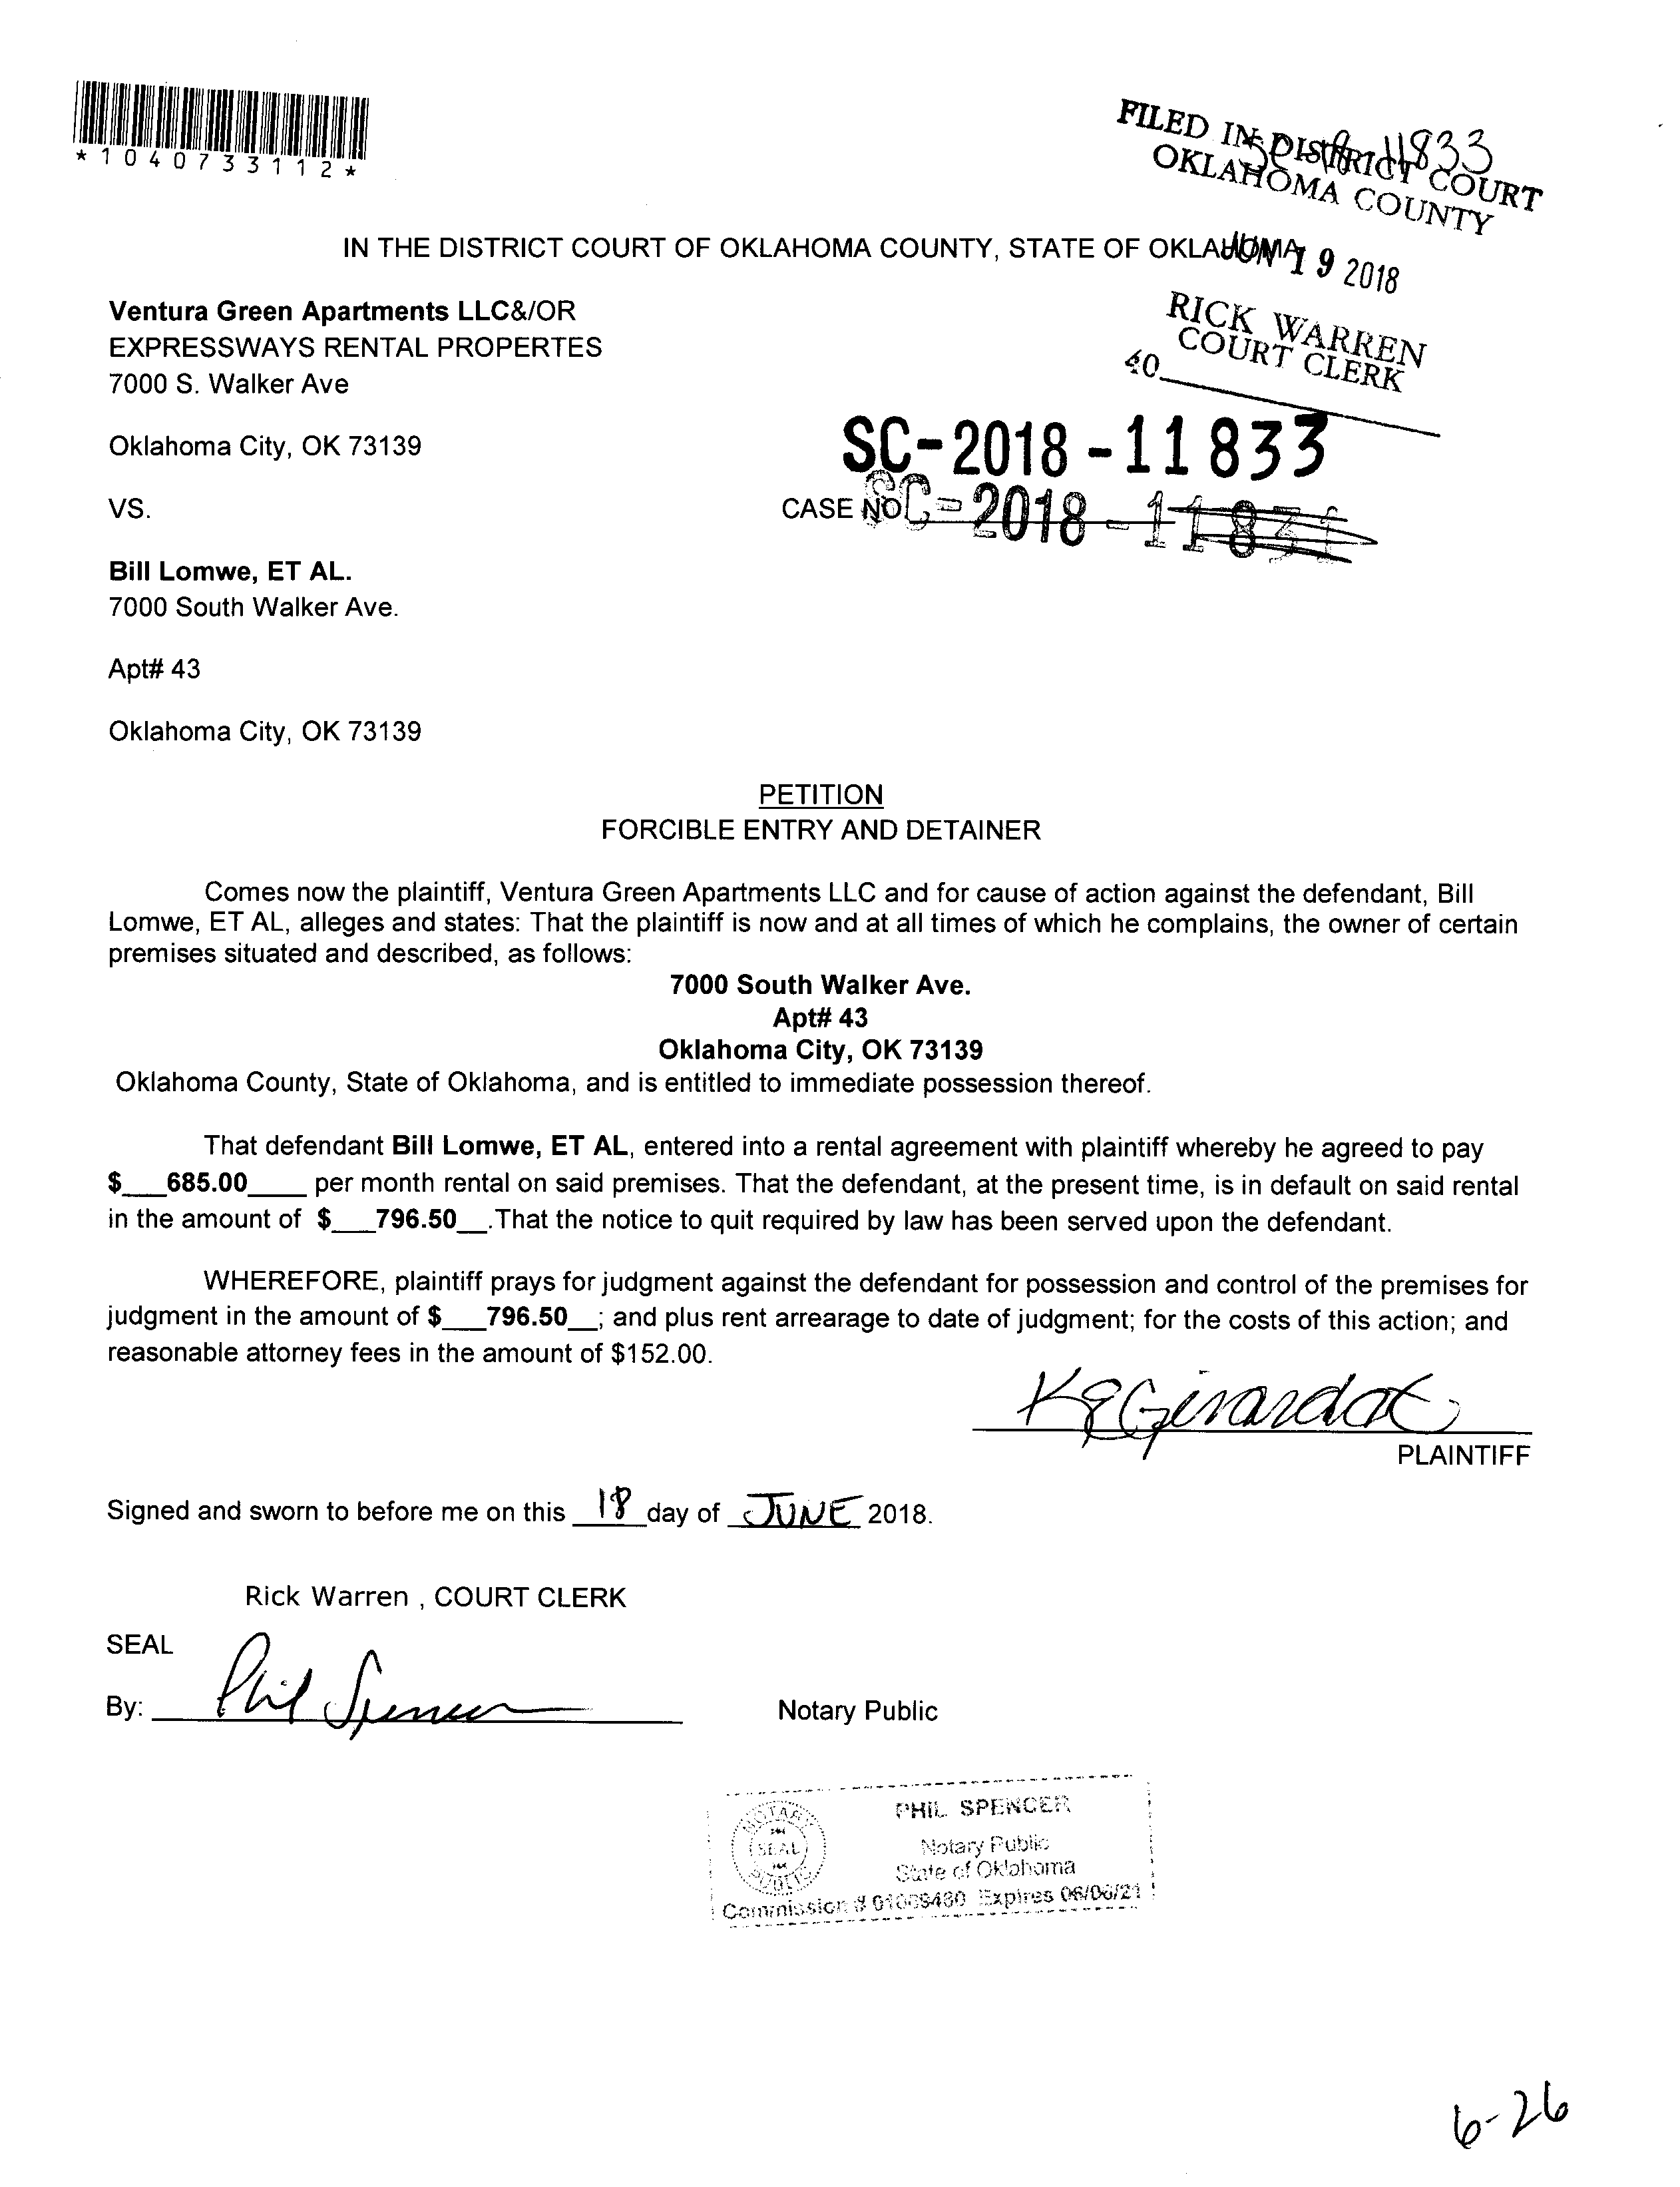 *1040733112*
FILED IN DISTRICT COURT
OKLAHOMA COUNTY
11833
IN THE DISTRICT COURT OF OKLAHOMA COUNTY, STATE OF OKLAHOMA
JUN 19 2018
RICK WARREN
COURT CLERK
40
Ventura Green Apartments LLC&/OR
EXPRESSWAYS RENTAL PROPERTES
7000 S. Walker Ave
Oklahoma City, OK 73139
SC-2018-11833
VS.
CASE NO
SC-2018-1183
Bill Lomwe, ET AL.
7000 South Walker Ave.
Apt# 43
Oklahoma City, OK 73139
PETITION
FORCIBLE ENTRY AND DETAINER
Comes now the plaintiff, Ventura Green Apartments LLC and for cause of action against the defendant, Bill
Lomwe, ET AL, alleges and states: That the plaintiff is now and at all times of which he complains, the owner of certain
premises situated and described, as follows:
7000 South Walker Ave.
Apt# 43
Oklahoma City, OK 73139
Oklahoma County, State of Oklahoma, and is entitled to immediate possession thereof.
That defendant Bill Lomwe, ET AL, entered into a rental agreement with plaintiff whereby he agreed to pay
$___685.00____ per month rental on said premises. That the defendant, at the present time, is in default on said rental
in the amount of $___796.50__.That the notice to quit required by law has been served upon the defendant.
WHEREFORE, plaintiff prays for judgment against the defendant for possession and control of the premises for
judgment in the amount of $___796.50__; and plus rent arrearage to date of judgment; for the costs of this action; and
reasonable attorney fees in the amount of $152.00.
KEGirardot
PLAINTIFF
Signed and sworn to before me on this 18 day of JUNE 2018.
Rick Warren , COURT CLERK
SEAL
By: Phil Spencer
Notary Public
NOTARY
SEAL
PUBLIC
PHIL SPENCER
Notary Public
State of Oklahoma
Commission # 01009480 Expires 06/06/21
6-26